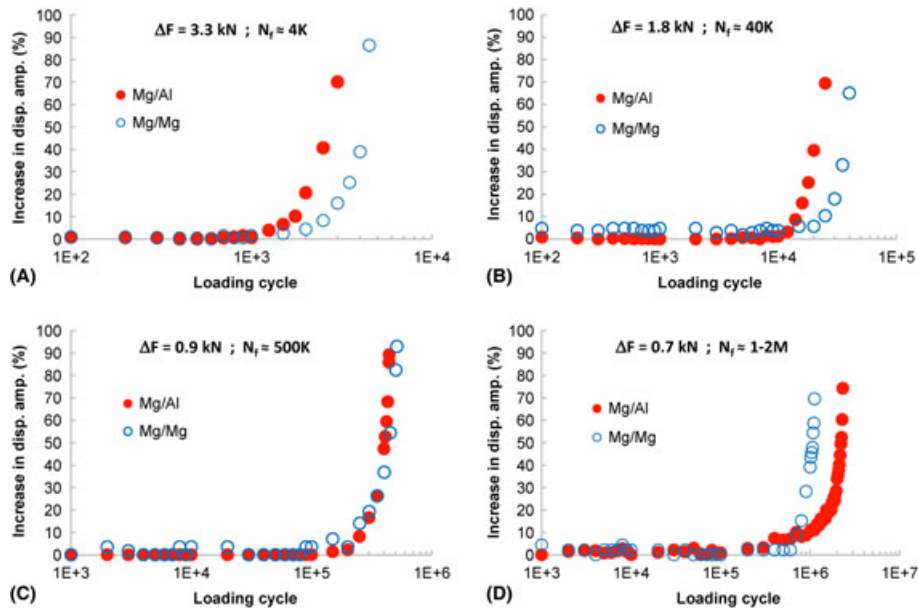 ΔF = 3.3 kN ; Nf ≈ 4K
Increase in disp. amp. (%)
100
90
80
70
60
50
40
30
20
10
0
Mg/Al
Mg/Mg
1E+2 1E+3 1E+4
(A) Loading cycle
ΔF = 1.8 kN ; Nf ≈ 40K
Increase in disp. amp. (%)
100
90
80
70
60
50
40
30
20
10
0
Mg/Al
Mg/Mg
1E+2 1E+3 1E+4 1E+5
(B) Loading cycle
ΔF = 0.9 kN ; Nf ≈ 500K
Increase in disp. amp. (%)
100
90
80
70
60
50
40
30
20
10
0
Mg/Al
Mg/Mg
1E+3 1E+4 1E+5 1E+6
(C) Loading cycle
ΔF = 0.7 kN ; Nf ≈ 1-2M
Increase in disp. amp. (%)
100
90
80
70
60
50
40
30
20
10
0
Mg/Al
Mg/Mg
1E+3 1E+4 1E+5 1E+6 1E+7
(D) Loading cycle